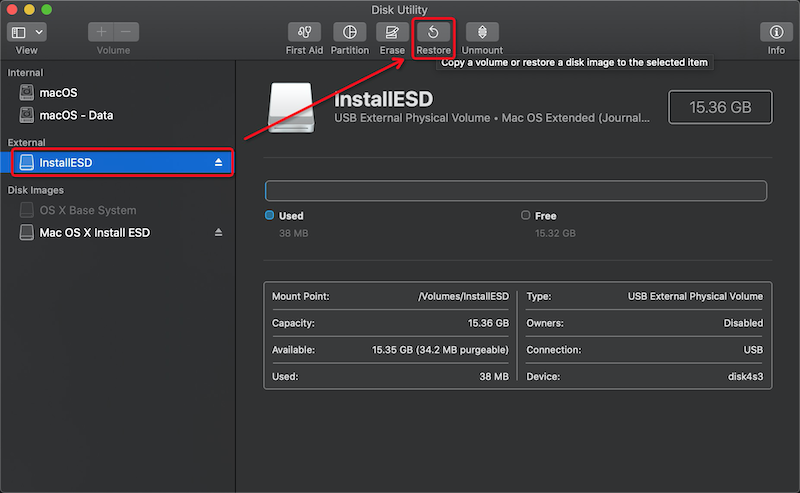 Disk Utility
View
Volume
First Aid
Partition
Erase
Restore
Unmount
Info
Copy a volume or restore a disk image to the selected item
Internal
macOS
macOS - Data
External
InstallESD
Disk Images
OS X Base System
Mac OS X Install ESD
InstallESD
USB External Physical Volume • Mac OS Extended (Journal...
15.36 GB
Used
38 MB
Free
15.32 GB
Mount Point: /Volumes/InstallESD
Capacity: 15.36 GB
Available: 15.35 GB (34.2 MB purgeable)
Used: 38 MB
Type: USB External Physical Volume
Owners: Disabled
Connection: USB
Device: disk4s3